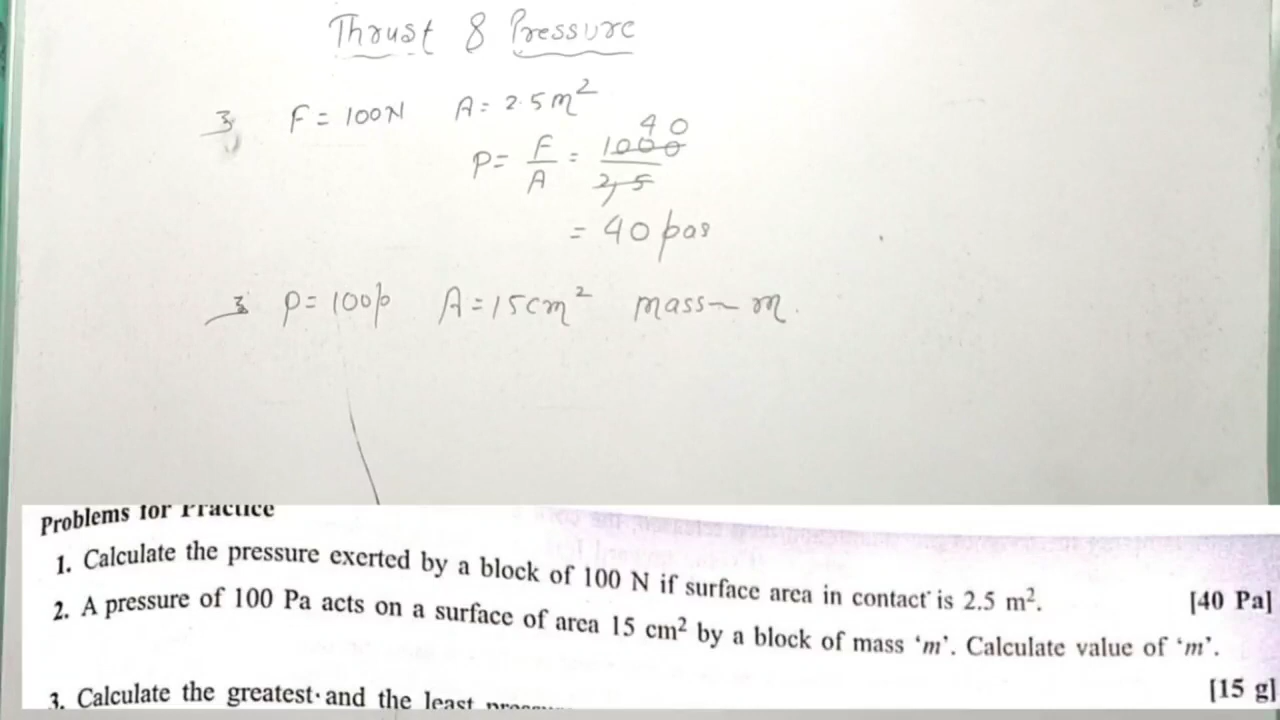 Thrust & Pressure
3 F = 100N A = 2.5m²
40
P = F/A = 1000/2,5
= 40 pas
3 P = 100p A = 15cm² mass ~ m.
Problems for Practice
1. Calculate the pressure exerted by a block of 100 N if surface area in contact is 2.5 m². [40 Pa]
2. A pressure of 100 Pa acts on a surface of area 15 cm² by a block of mass ‘m’. Calculate value of ‘m’.
[15 g]
3. Calculate the greatest and the least